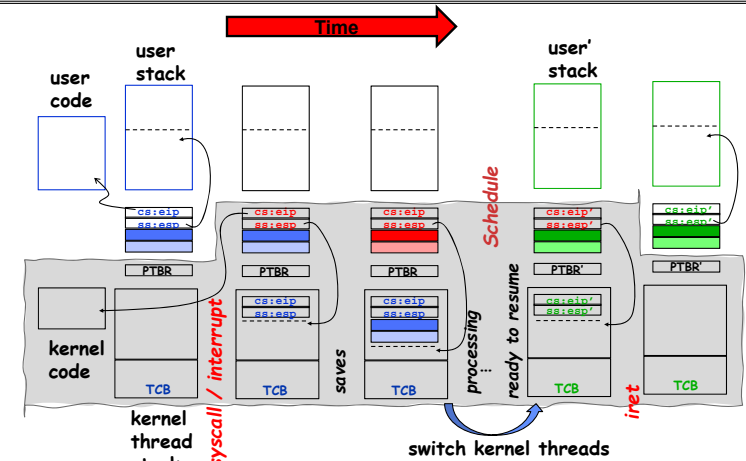 Time
user
stack
user'
stack
user
code
cs:eip
ss:esp
cs:eip
ss:esp
cs:eip
ss:esp
Schedule
cs:eip'
ss:esp'
cs:eip'
ss:esp'
PTBR
PTBR
PTBR
PTBR'
PTBR'
cs:eip
ss:esp
cs:eip
ss:esp
cs:eip'
ss:esp'
kernel
code
saves
processing
...
ready to resume
/ interrupt
TCB
TCB
TCB
TCB
TCB
iret
kernel
thread
switch kernel threads